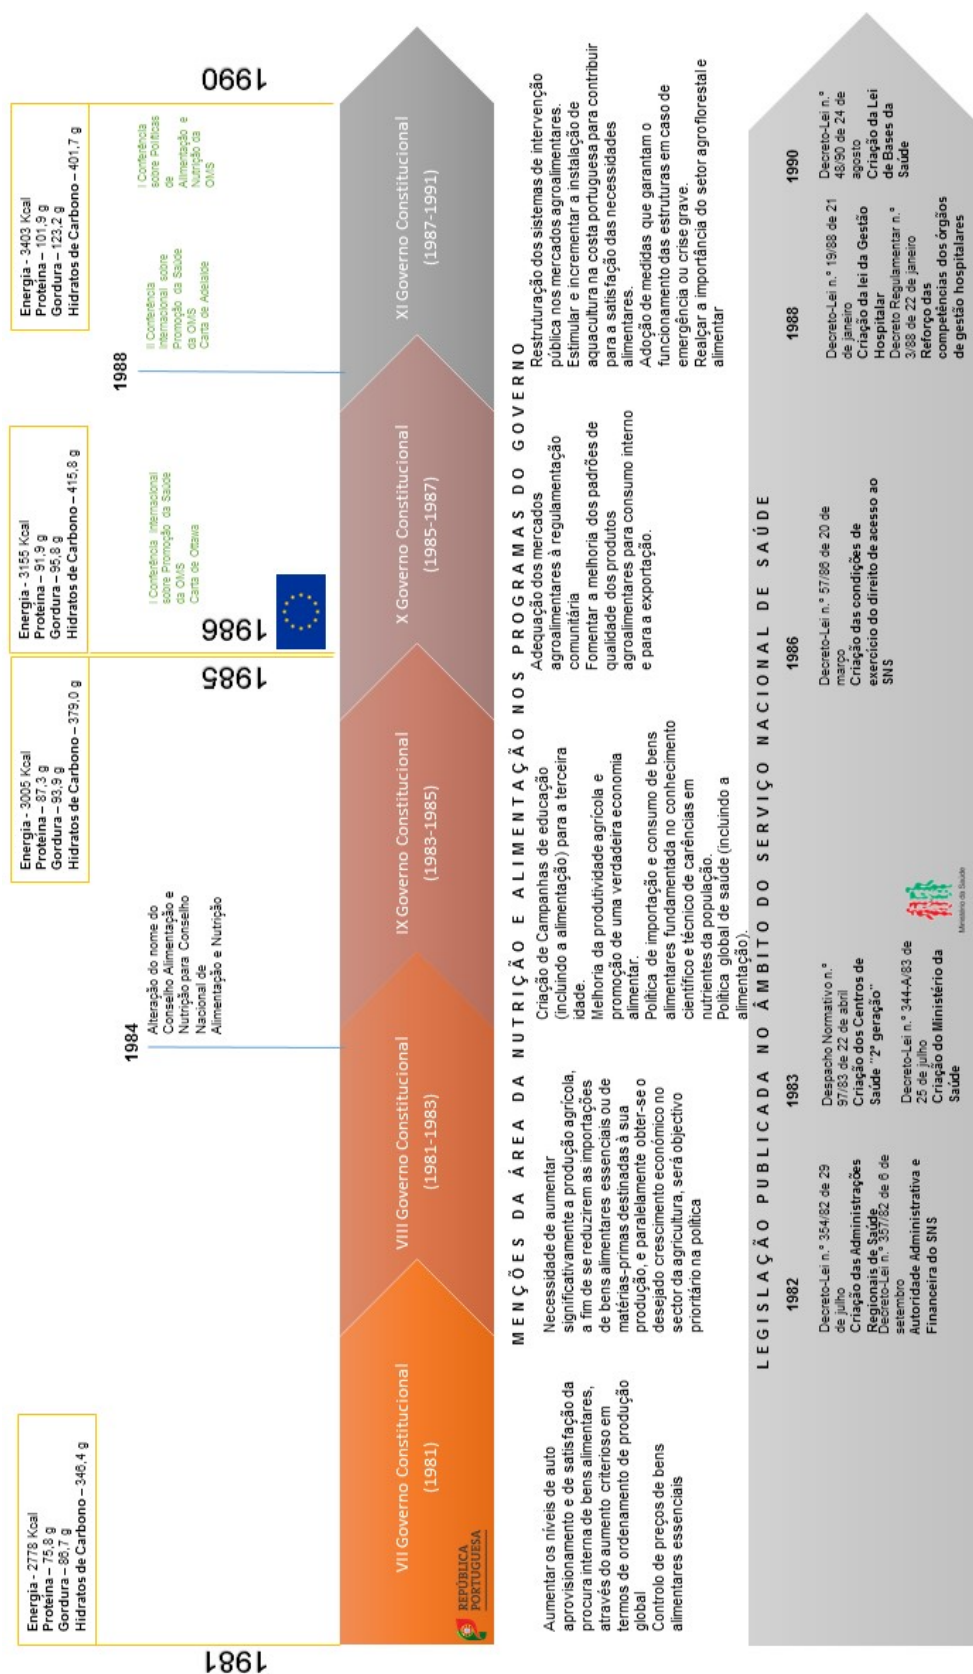 Energia - 2778 Kcal
Proteína – 75,8 g
Gordura – 86,7 g
Hidratos de Carbono – 346,4 g
Energia - 3005 Kcal
Proteína – 87,3 g
Gordura – 93,9 g
Hidratos de Carbono – 379,0 g
Energia - 3155 Kcal
Proteína – 91,9 g
Gordura – 95,8 g
Hidratos de Carbono – 415,8 g
Energia - 3403 Kcal
Proteína – 101,9 g
Gordura – 123,2 g
Hidratos de Carbono – 401,7 g
1981
1984
Alteração do nome do
Conselho Alimentação e
Nutrição para Conselho
Nacional de
Alimentação e Nutrição
1985
1986
I Conferência Internacional
sobre Promoção da Saúde
da OMS
Carta de Ottawa
1988
II Conferência
Internacional sobre
Promoção da Saúde
da OMS
Carta de Adelaide
I Conferência
sobre Políticas
de
Alimentação e
Nutrição da
OMS
1990
REPÚBLICA
PORTUGUESA
VII Governo Constitucional
(1981)
VIII Governo Constitucional
(1981-1983)
IX Governo Constitucional
(1983-1985)
X Governo Constitucional
(1985-1987)
XI Governo Constitucional
(1987-1991)
MENÇÕES DA ÁREA DA NUTRIÇÃO E ALIMENTAÇÃO NOS PROGRAMAS DO GOVERNO
Aumentar os níveis de auto
aprovisionamento e de satisfação da
procura interna de bens alimentares,
através do aumento criterioso em
termos de ordenamento de produção
global
Controlo de preços de bens
alimentares essenciais
Necessidade de aumentar
significativamente a produção agrícola,
a fim de se reduzirem as importações
de bens alimentares essenciais ou de
matérias-primas destinadas à sua
produção, e paralelamente obter-se o
desejado crescimento económico no
sector da agricultura, será objectivo
prioritário na política
Criação de Campanhas de educação
(incluindo a alimentação) para a terceira
idade.
Melhoria da produtividade agrícola e
promoção de uma verdadeira economia
alimentar.
Política de importação e consumo de bens
alimentares fundamentada no conhecimento
científico e técnico de carências em
nutrientes da população.
Política global de saúde (incluindo a
alimentação).
Adequação dos mercados
agroalimentares à regulamentação
comunitária
Fomentar a melhoria dos padrões de
qualidade dos produtos
agroalimentares para consumo interno
e para a exportação.
Restruturação dos sistemas de intervenção
pública nos mercados agroalimentares.
Estimular e incrementar a instalação de
aquacultura na costa portuguesa para contribuir
para a satisfação das necessidades
alimentares.
Adoção de medidas que garantam o
funcionamento das estruturas em caso de
emergência ou crise grave.
Realçar a importância do setor agroflorestal e
alimentar
LEGISLAÇÃO PUBLICADA NO ÂMBITO DO SERVIÇO NACIONAL DE SAÚDE
1982
Decreto-Lei n.º 354/82 de 29
de julho
Criação das Administrações
Regionais de Saúde
Decreto-Lei n.º 357/82 de 6 de
setembro
Autoridade Administrativa e
Financeira do SNS
1983
Despacho Normativo n.º
97/83 de 22 de abril
Criação dos Centros de
Saúde "2ª geração"
Decreto-Lei n.º 344-A/83 de
25 de julho
Criação do Ministério da
Saúde
Ministério da Saúde
1986
Decreto-Lei n.º 57/86 de 20 de
março
Criação das condições de
exercício do direito de acesso ao
SNS
1988
Decreto-Lei n.º 19/88 de 21
de janeiro
Criação da lei da Gestão
Hospitalar
Decreto Regulamentar n.º
3/88 de 22 de janeiro
Reforço das
competências dos órgãos
de gestão hospitalares
1990
Decreto-Lei n.º
48/90 de 24 de
agosto
Criação da Lei
de Bases da
Saúde